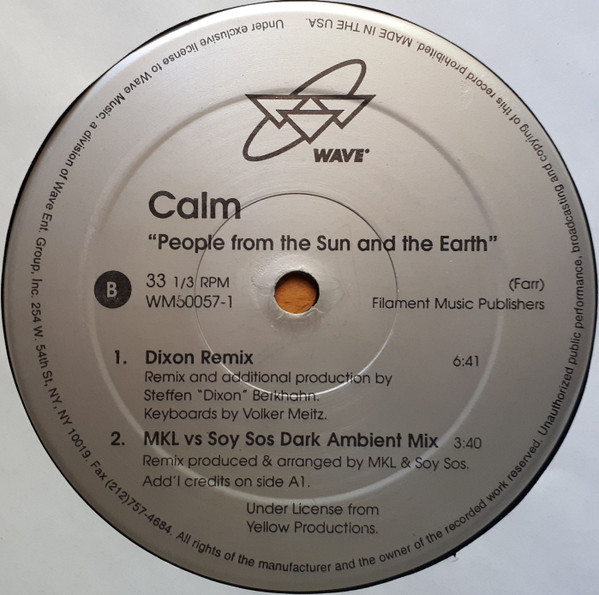 WAVE
Calm
“People from the Sun and the Earth”
B
33 1/3 RPM
WM50057-1
(Farr)
Filament Music Publishers
1. Dixon Remix 6:41
Remix and additional production by
Steffen “Dixon” Berkhahn.
Keyboards by Volker Meitz.
2. MKL vs Soy Sos Dark Ambient Mix 3:40
Remix produced & arranged by MKL & Soy Sos.
Add'l credits on side A1.
Under License from
Yellow Productions.
Under exclusive license to Wave Music, a division of Wave Ent. Group, Inc. 254 W. 54th St, NY, NY 10019. Fax (212)757-4684. All rights of the manufacturer and the owner of the recorded work reserved. Unauthorized public performance, broadcasting and copying of this record prohibited. MADE IN THE USA.